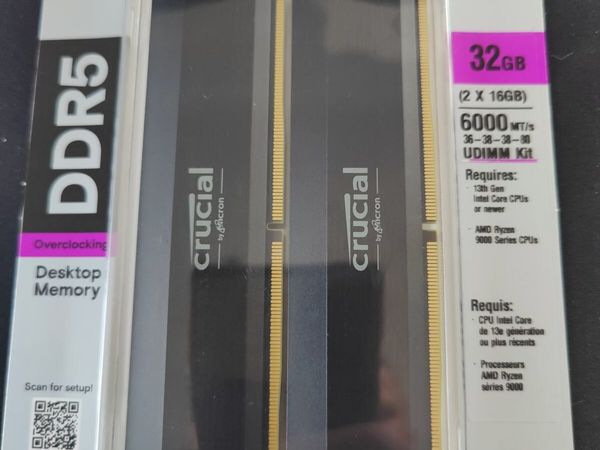 DDR5
Overclocking
Desktop
Memory
Scan for setup!
crucial
by Micron
crucial
by Micron
32GB
(2 X 16GB)
6000 MT/s
36-38-38-80
UDIMM Kit
Requires:
- 13th Gen
Intel Core CPUs
or newer
- AMD Ryzen
9000 Series CPUs
Requis:
- CPU Intel Core
de 13e génération
ou plus récents
- Processeurs
AMD Ryzen
séries 9000